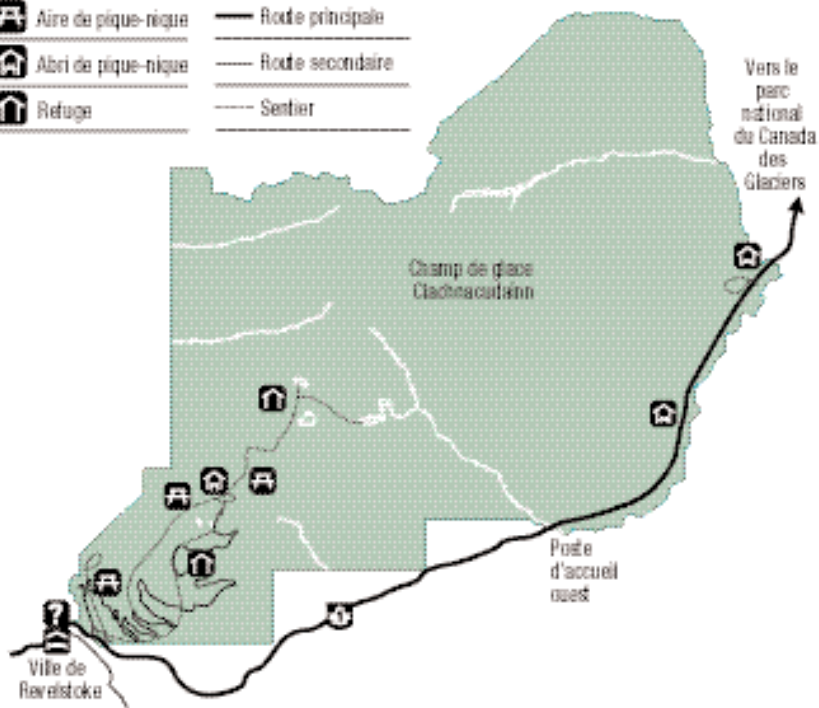 Aire de pique-nique
Abri de pique-nique
Refuge
Route principale
Route secondaire
Sentier
Vers le
parc
national
du Canada
des
Glaciers
Champ de glace
Clachnacudainn
Poste
d'accueil
ouest
?
1
Ville de
Revelstoke